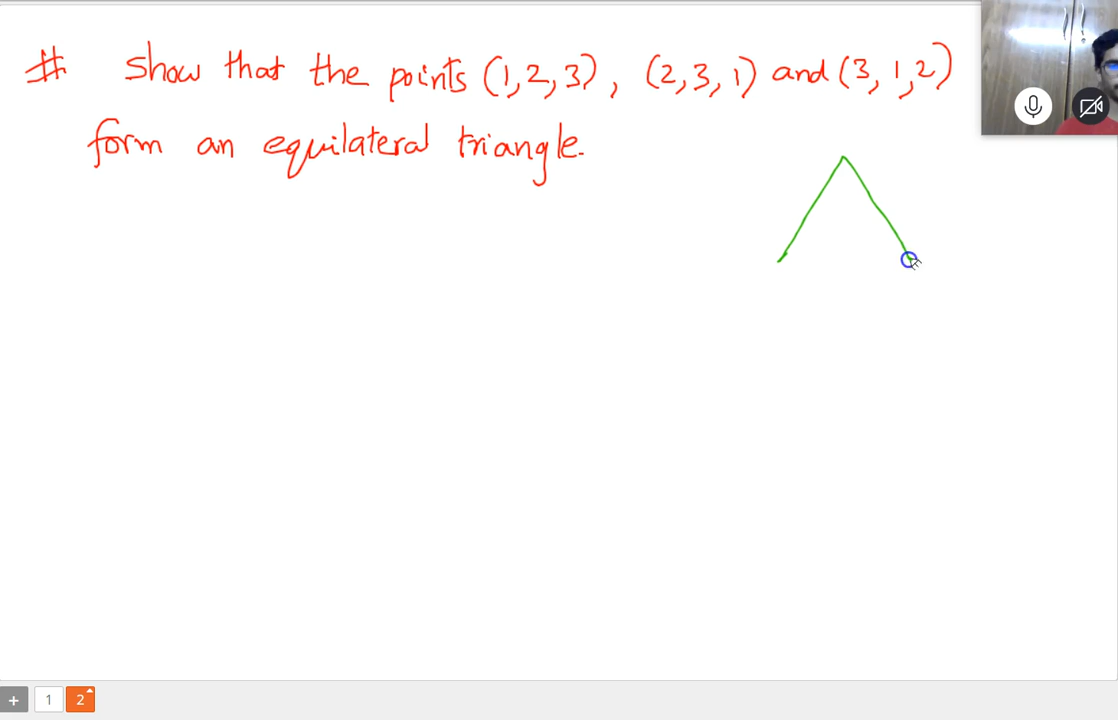 # Show that the points (1,2,3), (2,3,1) and (3,1,2)
form an equilateral triangle.
+ 1 2